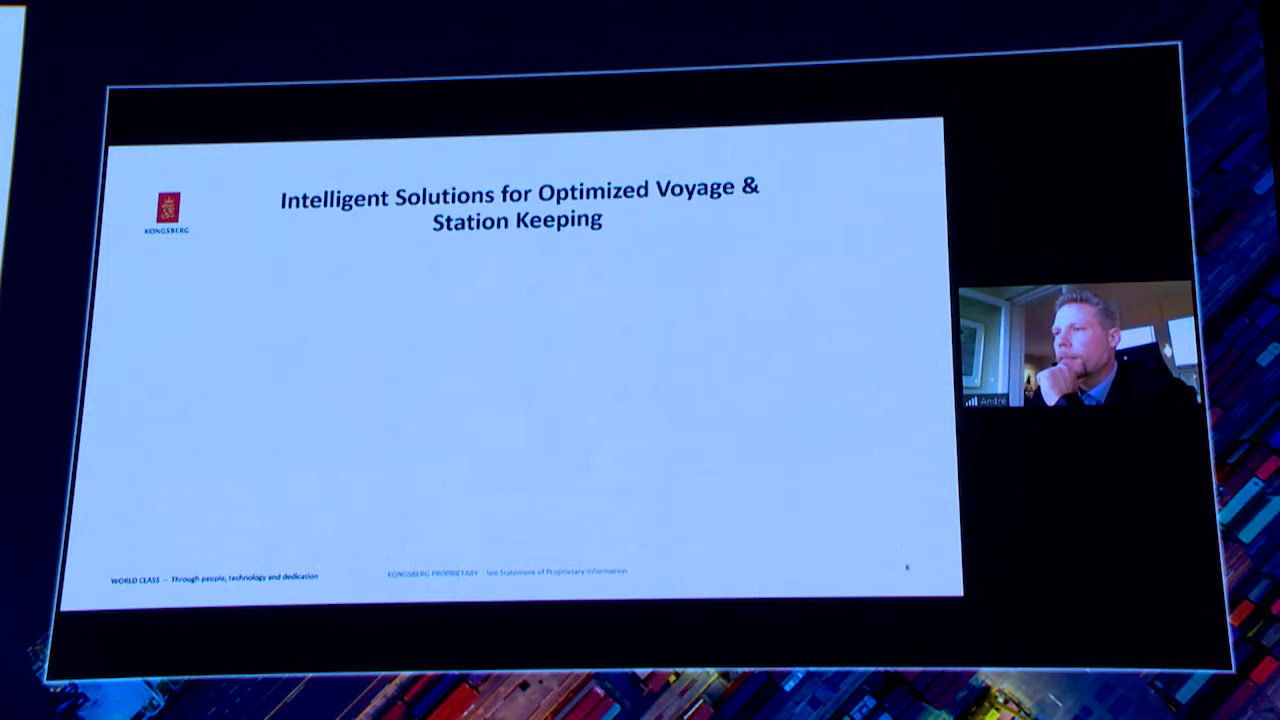 Intelligent Solutions for Optimized Voyage &
Station Keeping
KONGSBERG
André
WORLD CLASS – Through people, technology and dedication
KONGSBERG PROPRIETARY - See Statement of Proprietary information
8